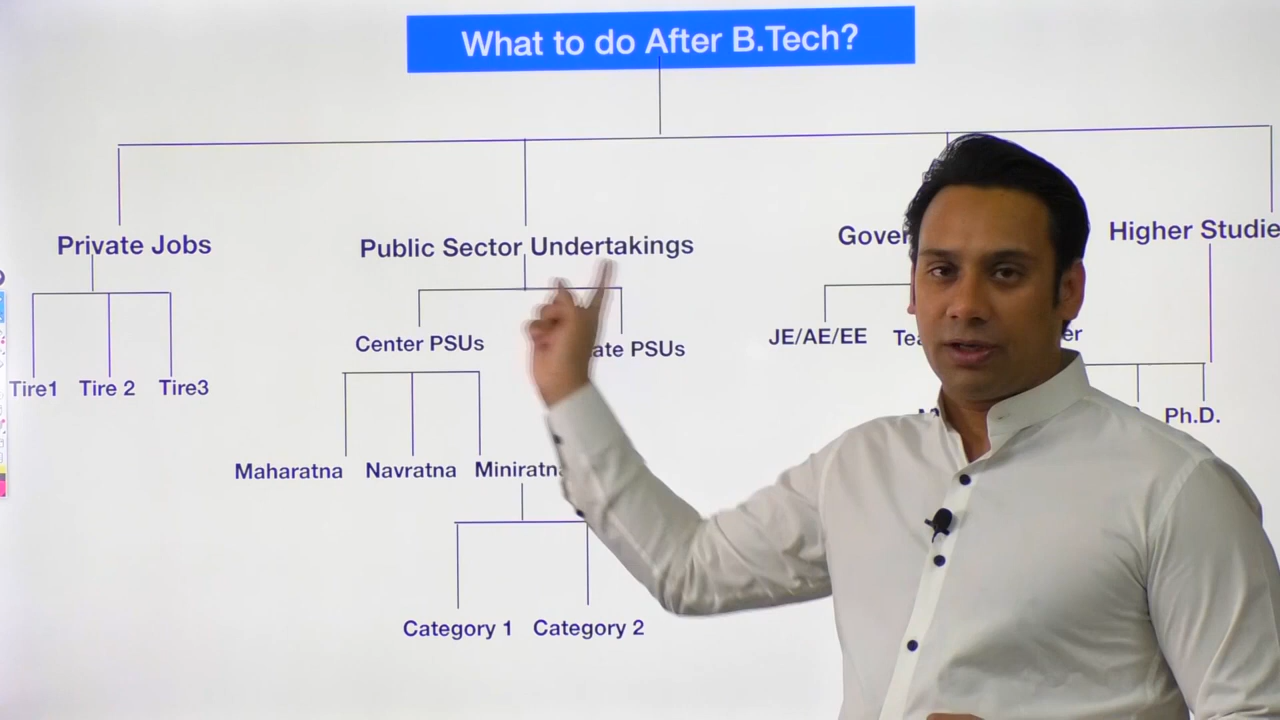 What to do After B.Tech?
Private Jobs
Public Sector Undertakings
Higher Studie
Center PSUs
PSUs
JE/AE/EE
Tire1
Tire 2
Tire3
Ph.D.
Maharatna
Navratna
Miniratna
Category 1
Category 2